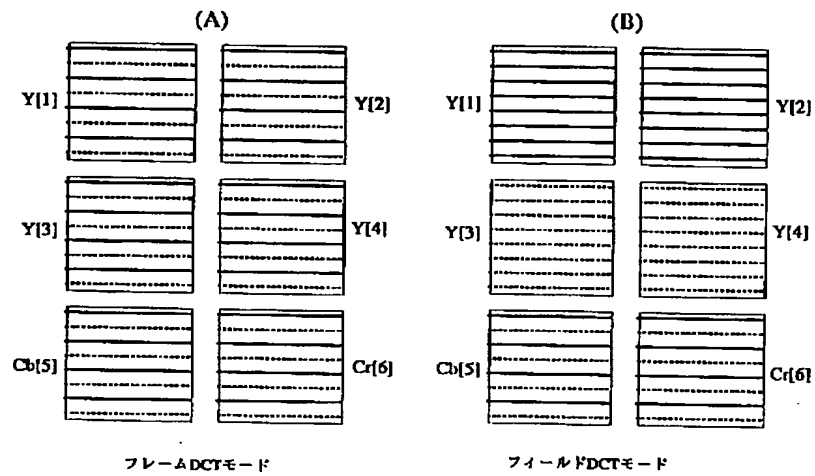 (A)
(B)
Y[1]
Y[2]
Y[1]
Y[2]
Y[3]
Y[4]
Y[3]
Y[4]
Cb[5]
Cr[6]
Cb[5]
Cr[6]
フレームDCTモード
フィールドDCTモード